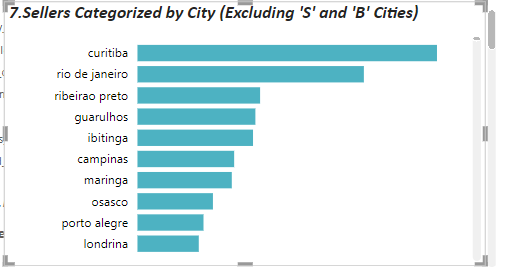 7.Sellers Categorized by City (Excluding 'S' and 'B' Cities)
curitiba
rio de janeiro
ribeirao preto
guarulhos
ibitinga
campinas
maringa
osasco
porto alegre
londrina